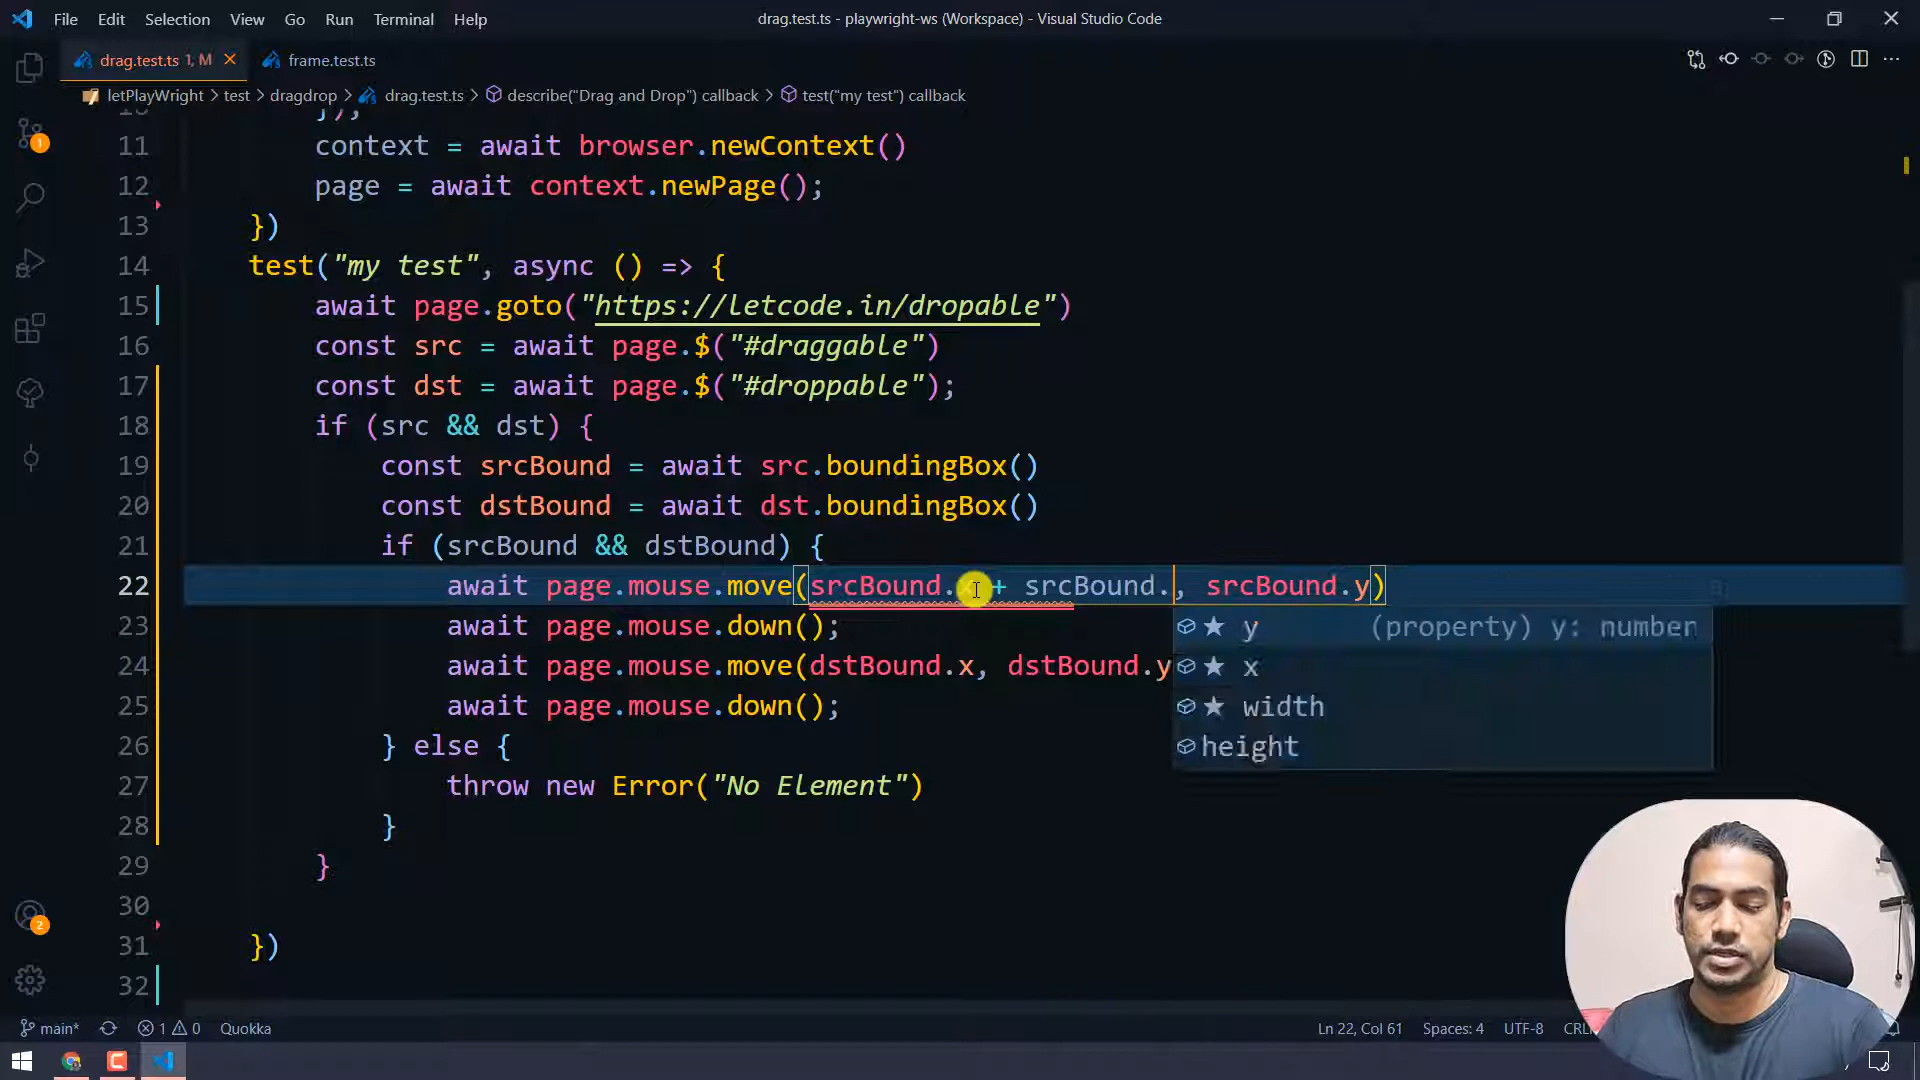 File Edit Selection View Go Run Terminal Help drag.test.ts - playwright-ws (Workspace) - Visual Studio Code
drag.test.ts 1, M frame.test.ts
letPlayWright > test > dragdrop > drag.test.ts > describe("Drag and Drop") callback > test("my test") callback
11 context = await browser.newContext()
12 page = await context.newPage();
13 })
14 test("my test", async () => {
15 await page.goto("https://letcode.in/dropable")
16 const src = await page.$("#draggable")
17 const dst = await page.$("#droppable");
18 if (src && dst) {
19 const srcBound = await src.boundingBox()
20 const dstBound = await dst.boundingBox()
21 if (srcBound && dstBound) {
22 await page.mouse.move(srcBound.x + srcBound., srcBound.y)
23 await page.mouse.down(); y (property) y: number
24 await page.mouse.move(dstBound.x, dstBound.y x
25 await page.mouse.down(); width
26 } else { height
27 throw new Error("No Element")
28 }
29 }
30
31 })
32
1
2
main* 1 0 Quokka Ln 22, Col 61 Spaces: 4 UTF-8